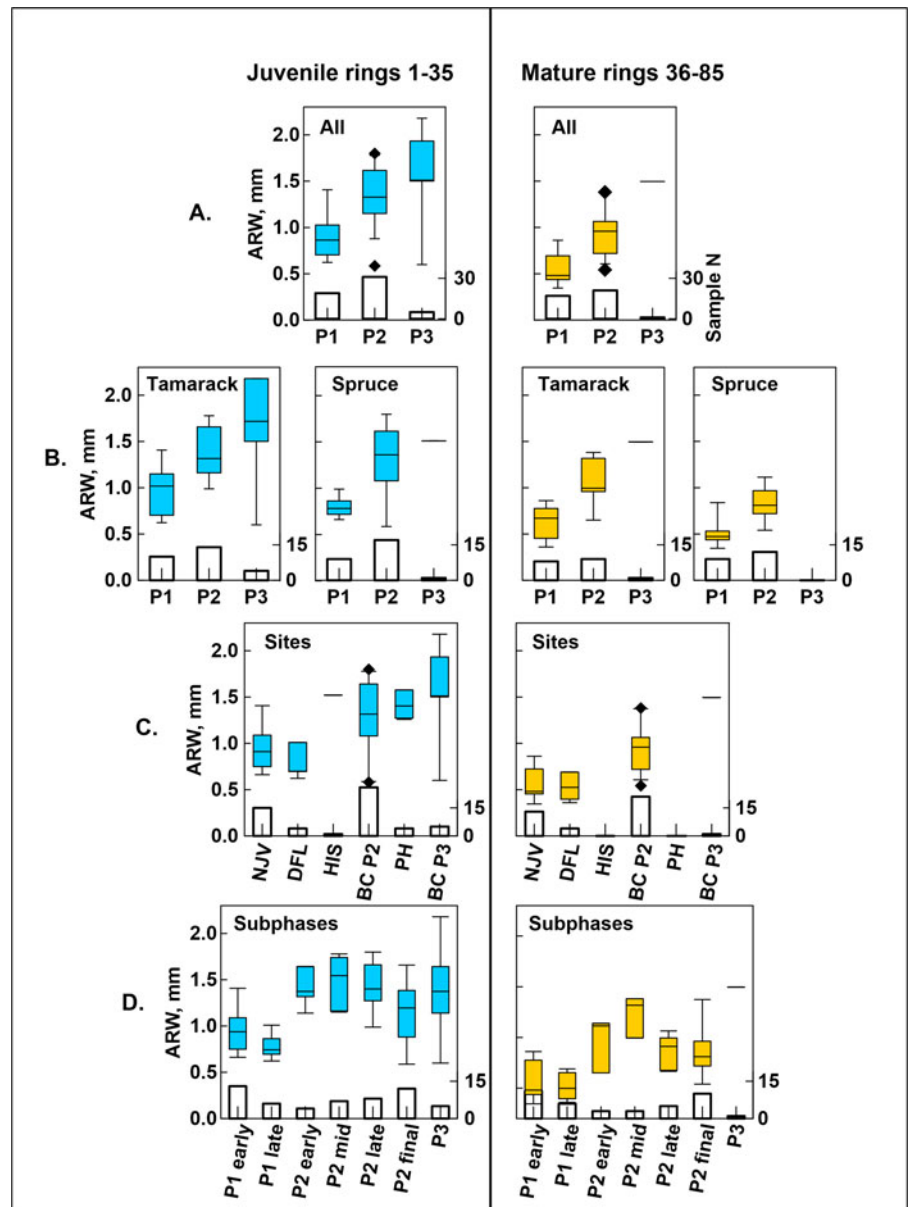 Juvenile rings 1-35
Mature rings 36-85
A.
All
ARW, mm
2.0
1.5
1.0
0.5
0.0
30
0
P1 P2 P3
All
30
0
Sample N
P1 P2 P3
B.
Tamarack
ARW, mm
2.0
1.5
1.0
0.5
0.0
15
0
P1 P2 P3
Spruce
15
0
P1 P2 P3
Tamarack
15
0
P1 P2 P3
Spruce
15
0
P1 P2 P3
C.
Sites
ARW, mm
2.0
1.5
1.0
0.5
0.0
15
0
NJV DFL HIS BC P2 PH BC P3
Sites
15
0
NJV DFL HIS BC P2 PH BC P3
D.
Subphases
ARW, mm
2.0
1.5
1.0
0.5
0.0
15
0
P1 early P1 late P2 early P2 mid P2 late P2 final P3
Subphases
15
0
P1 early P1 late P2 early P2 mid P2 late P2 final P3